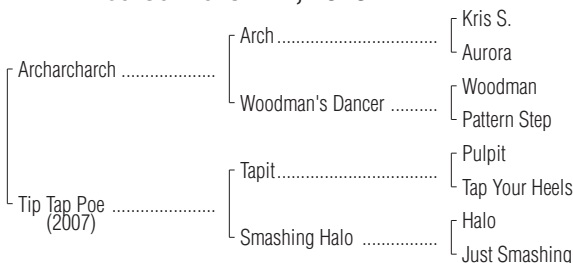 Kris S.
Arch
Aurora
Archarcharch
Woodman
Woodman's Dancer
Pattern Step
Pulpit
Tapit
Tap Your Heels
Tip Tap Poe
(2007)
Halo
Smashing Halo
Just Smashing